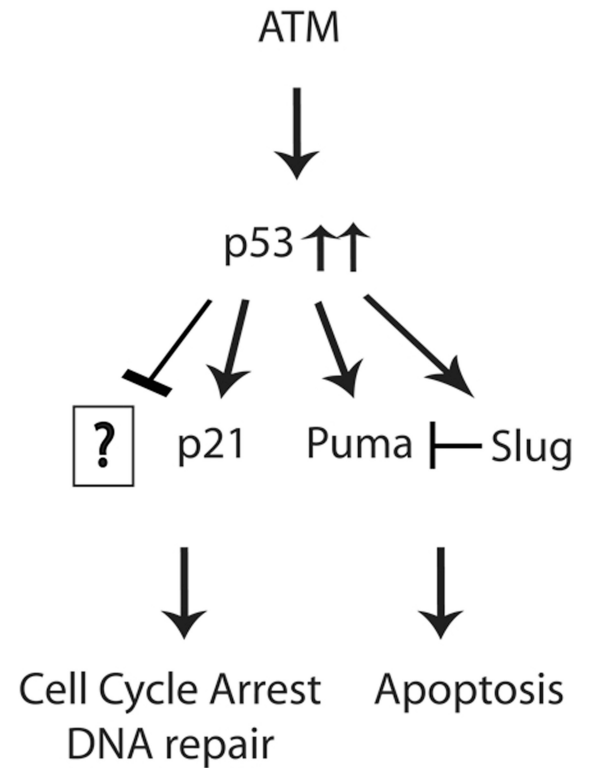 ATM
p53
? p21 Puma Slug
Cell Cycle Arrest Apoptosis
DNA repair